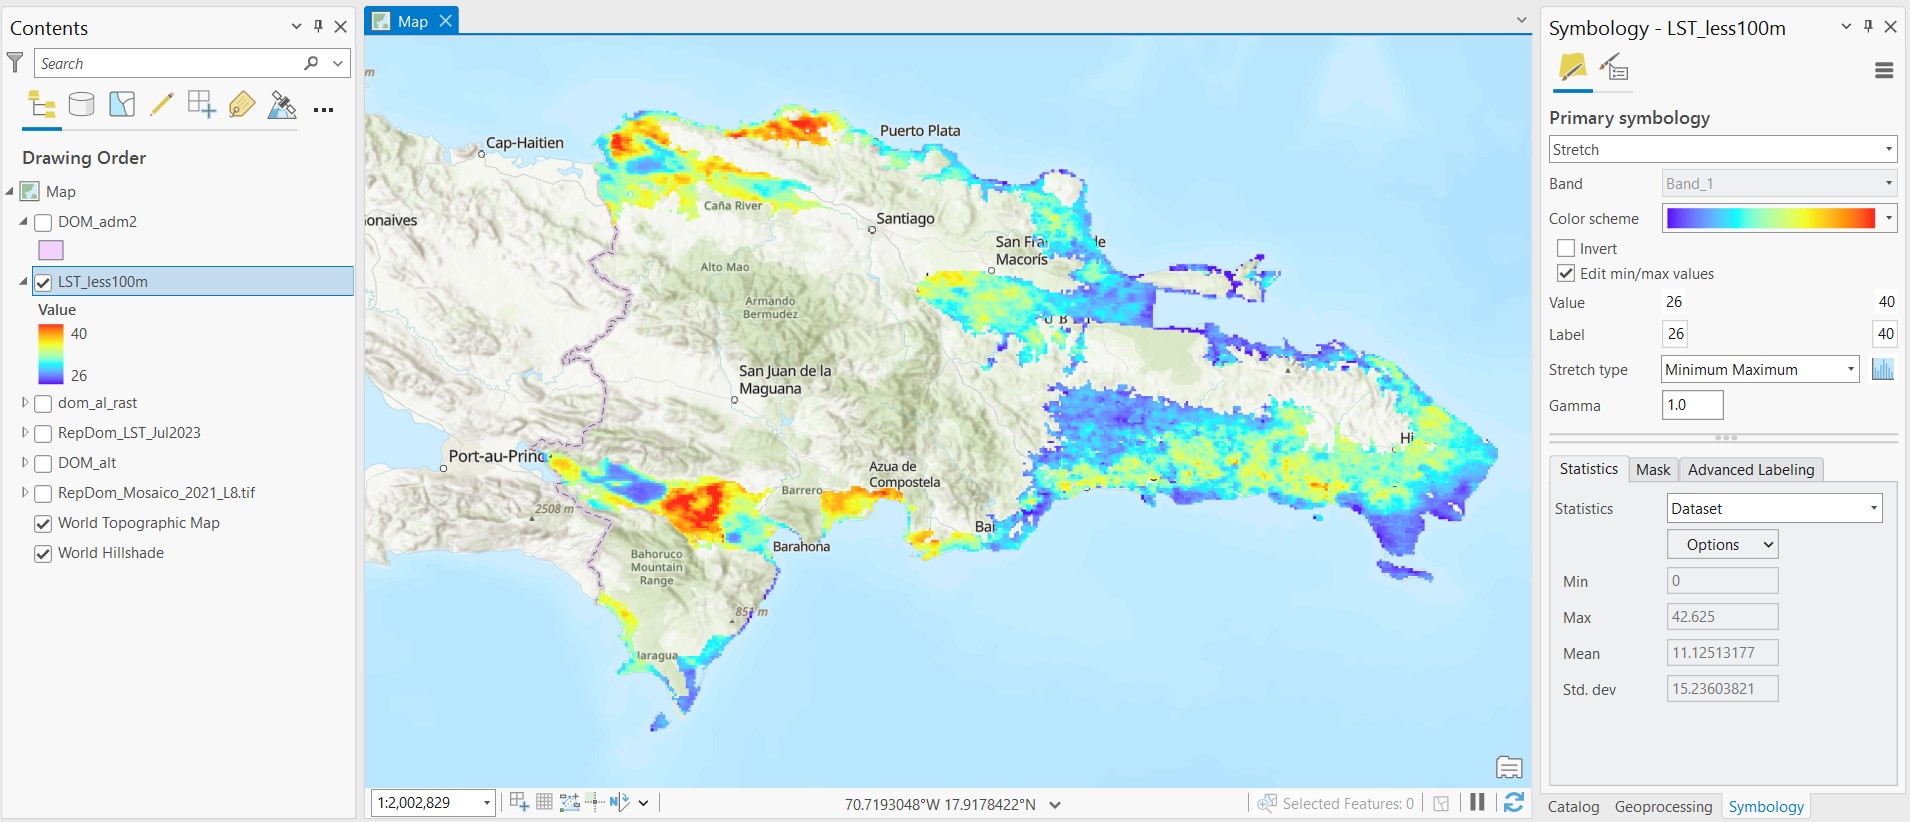 Contents
Search
Drawing Order
Map
DOM_adm2
LST_less100m
Value
40
26
dom_al_rast
RepDom_LST_Jul2023
DOM_alt
RepDom_Mosaico_2021_L8.tif
World Topographic Map
World Hillshade
Map
m
Cap-Haitien
Puerto Plata
onaives
Caña River
Santiago
San Fra
de
Macorís
Alto Mao
Armando
Bermudez
U B
San Juan de la
Maguana
Hi
Port-au-Princ
Azua de
Compostela
Barrero
2508 m
Bai
Barahona
Bahoruco
Mountain
Range
851 m
Jaragua
1:2,002,829
70.7193048°W 17.9178422°N
Selected Features: 0
Symbology - LST_less100m
Primary symbology
Stretch
Band
Band_1
Color scheme
Invert
Edit min/max values
Value
26
40
Label
26
40
Stretch type
Minimum Maximum
Gamma
1.0
Statistics
Mask
Advanced Labeling
Statistics
Dataset
Options
Min
0
Max
42.625
Mean
11.12513177
Std. dev
15.23603821
Catalog
Geoprocessing
Symbology